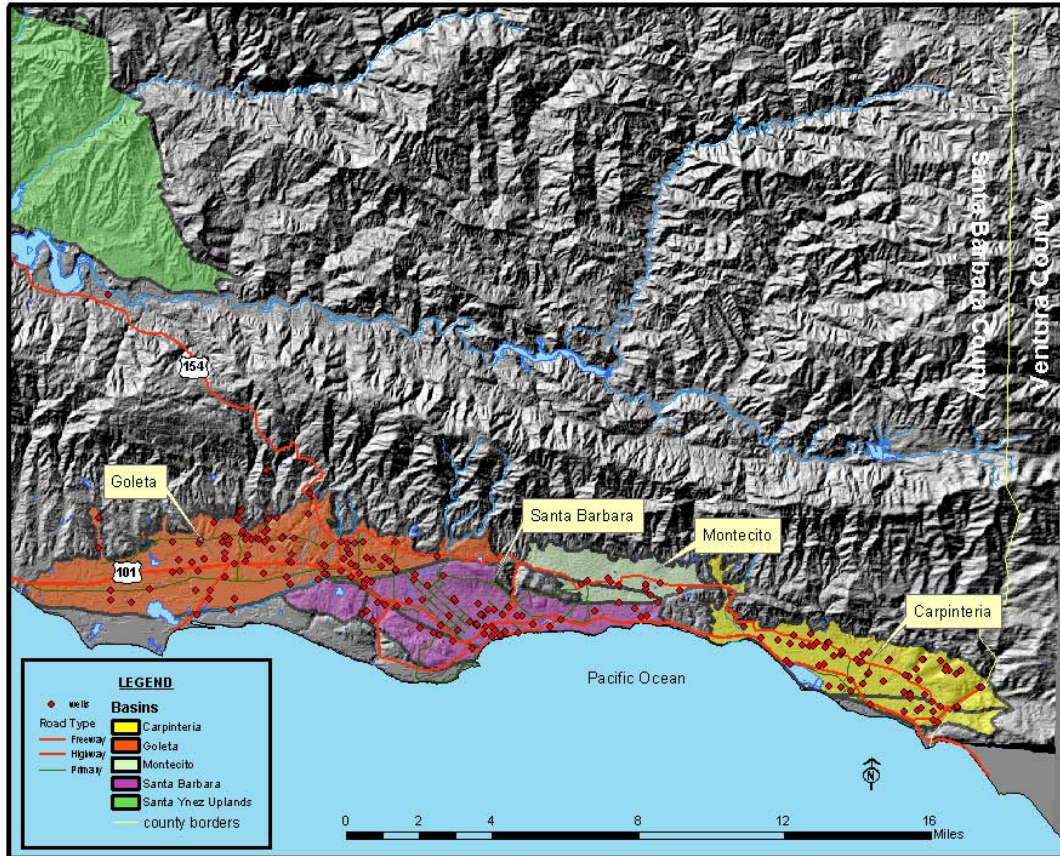 Santa Barbara County
Ventura County
154
Goleta
Santa Barbara
Montecito
101
Carpinteria
Pacific Ocean
LEGEND
wells
Road Type
Freeway
Highway
Primary
Basins
Carpinteria
Goleta
Montecito
Santa Barbara
Santa Ynez Uplands
county borders
N
0 2 4 8 12 16
Miles